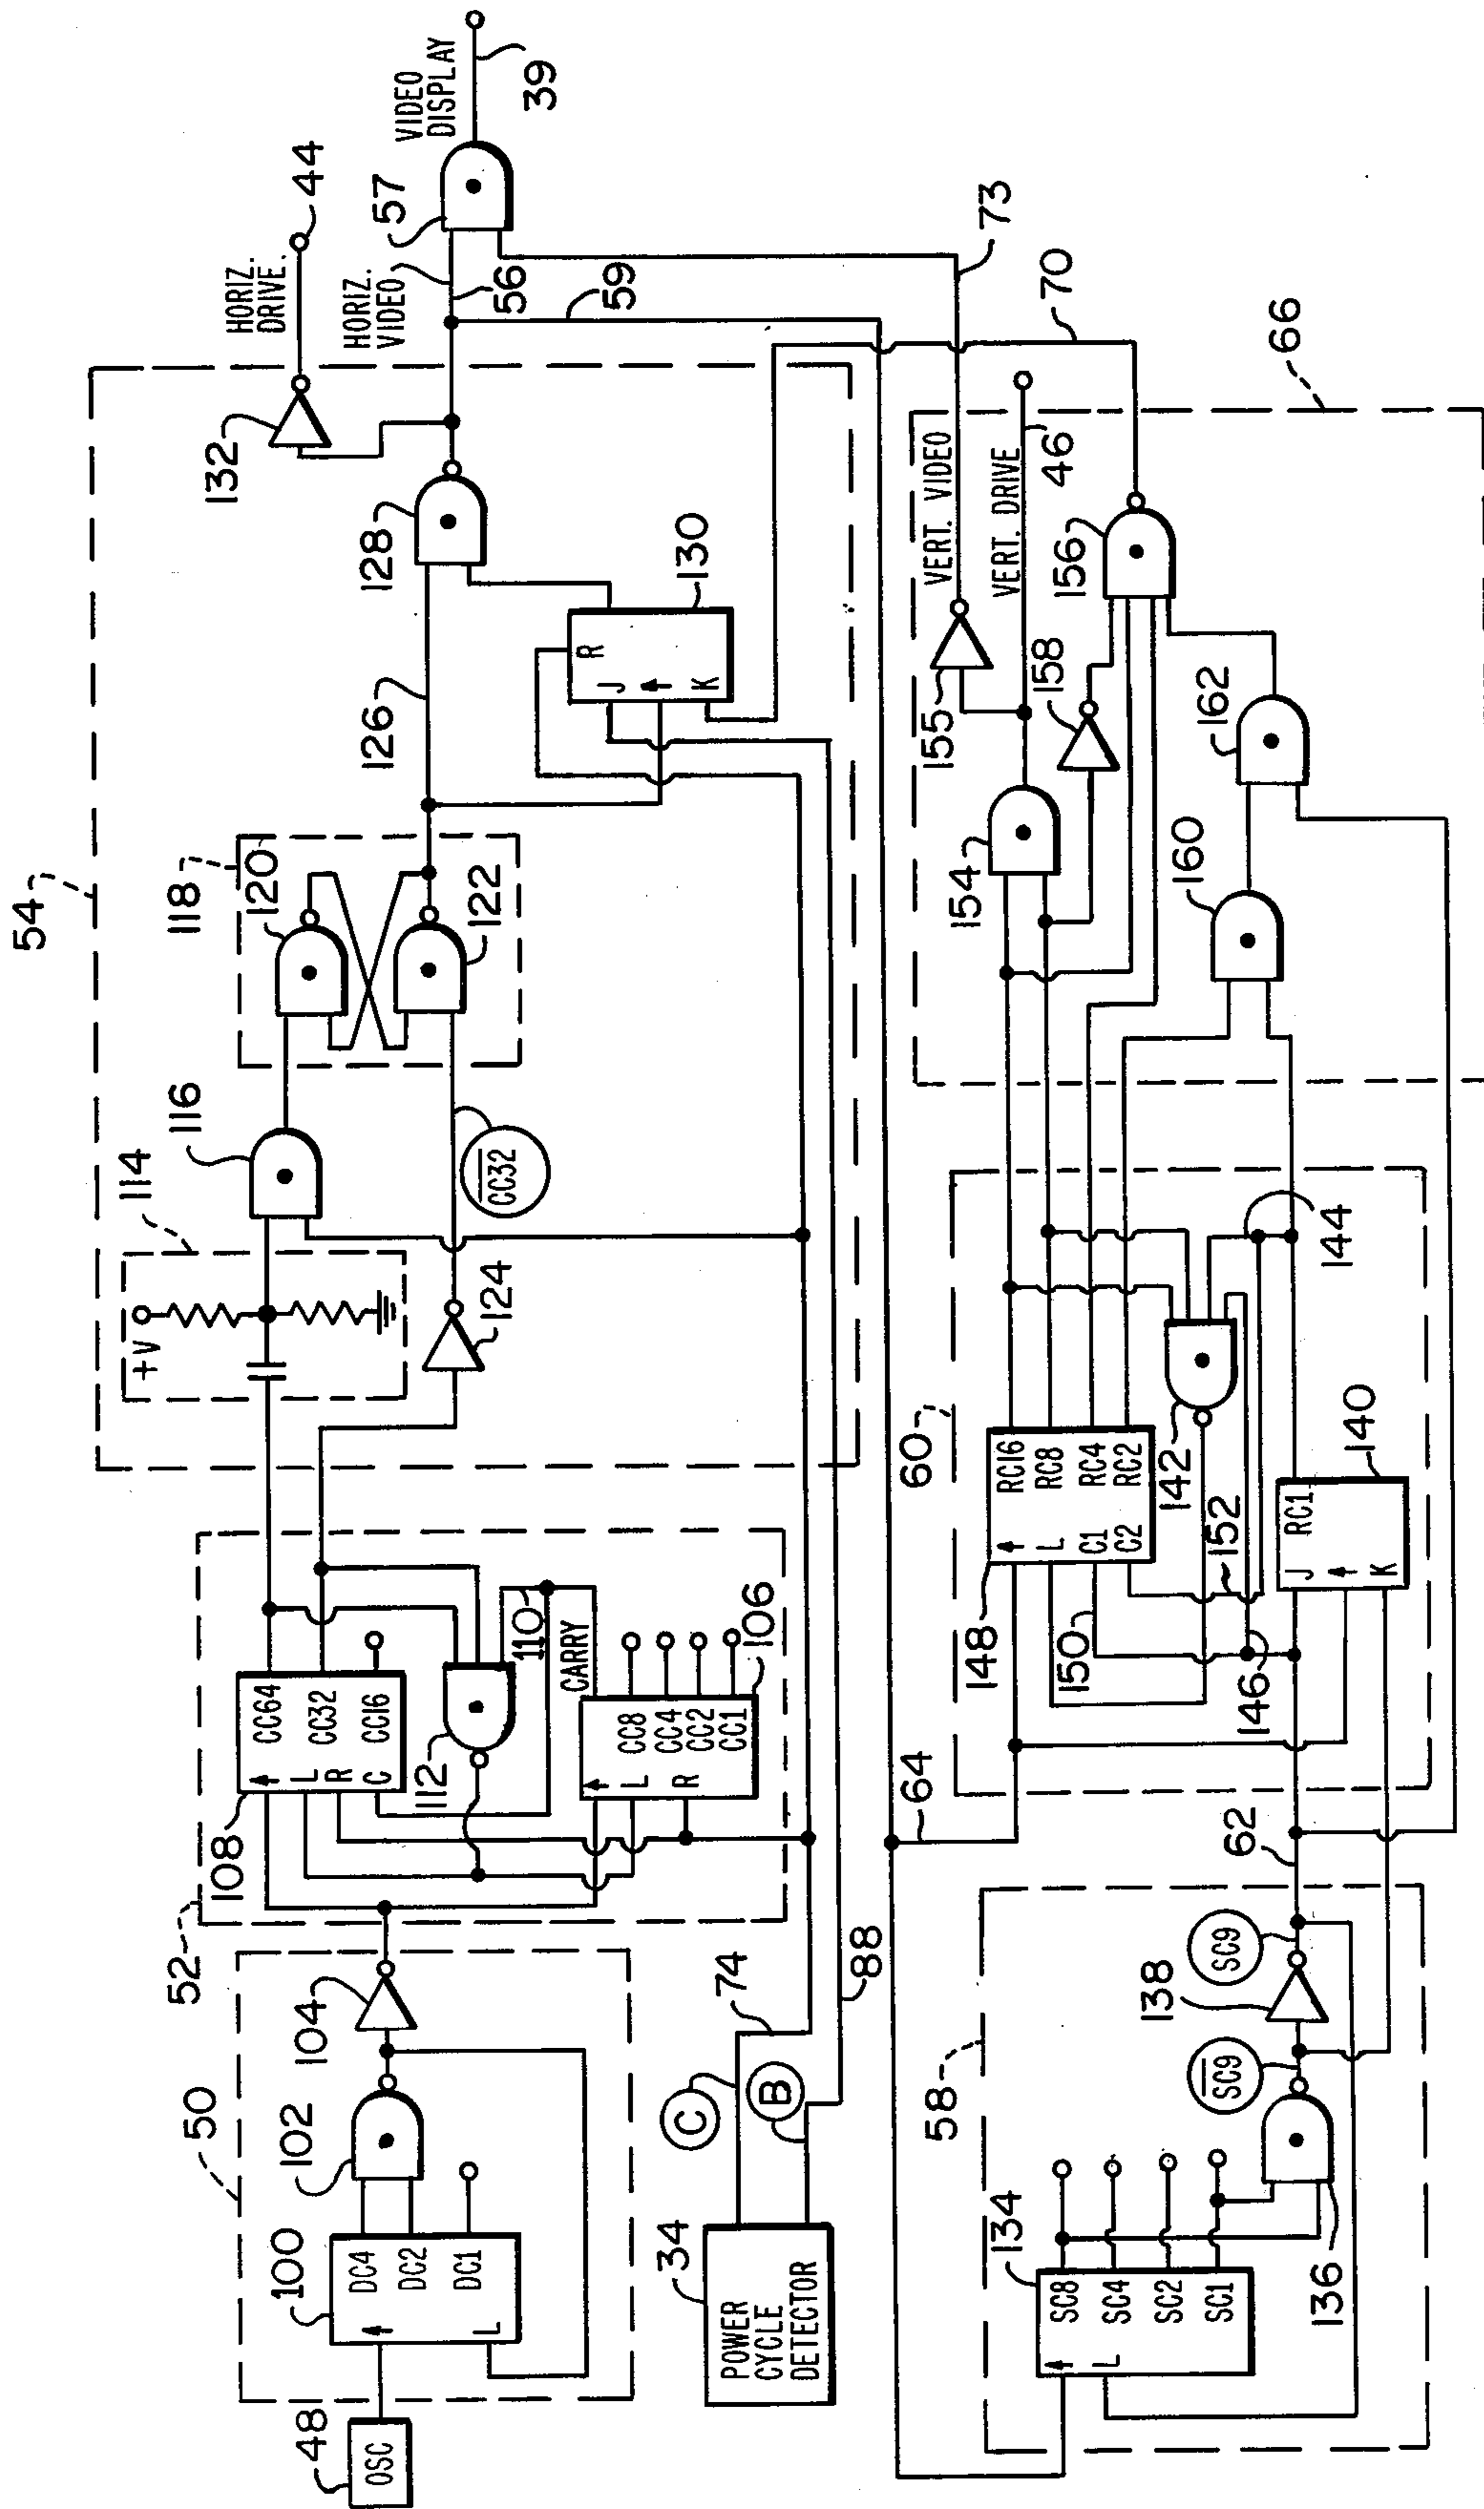 54
HORIZ.
DRIVE.
44
132
HORIZ.
VIDEO
56
57
VIDEO
DISPLAY
39
59
118
120
122
126
128
130
R
J
K
114
+V
116
124
CC32
52
108
CC64
CC32
CC16
L
R
C
112
110
CARRY
CC8
CC4
CC2
CC1
L
R
106
50
100
DC4
DC2
DC1
L
102
104
48
OSC
34
POWER
CYCLE
DETECTOR
C
B
74
88
73
70
66
VERT. VIDEO
VERT. DRIVE
46
155
154
158
156
160
162
60
64
148
RC16
RC8
RC4
RC2
L
C1
C2
142
144
150
152
146
J
RC1
K
140
62
58
134
SC8
SC4
SC2
SC1
L
136
SC9
138
SC9